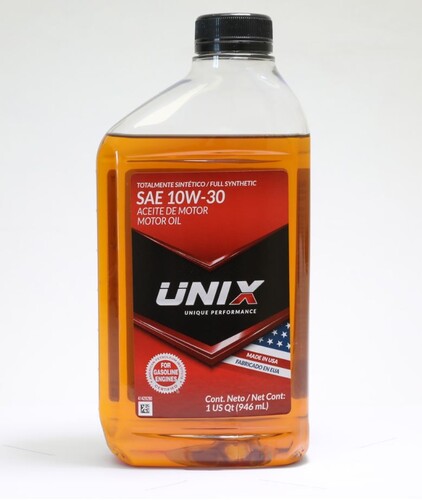 TOTALMENTE SINTÉTICO / FULL SYNTHETIC
SAE 10W-30
ACEITE DE MOTOR
MOTOR OIL
UNIX
UNIQUE PERFORMANCE
MADE IN USA
FABRICADO EN EUA
FOR
GASOLINE
ENGINES
Cont. Neto / Net Cont:
1 US Qt (946 mL)